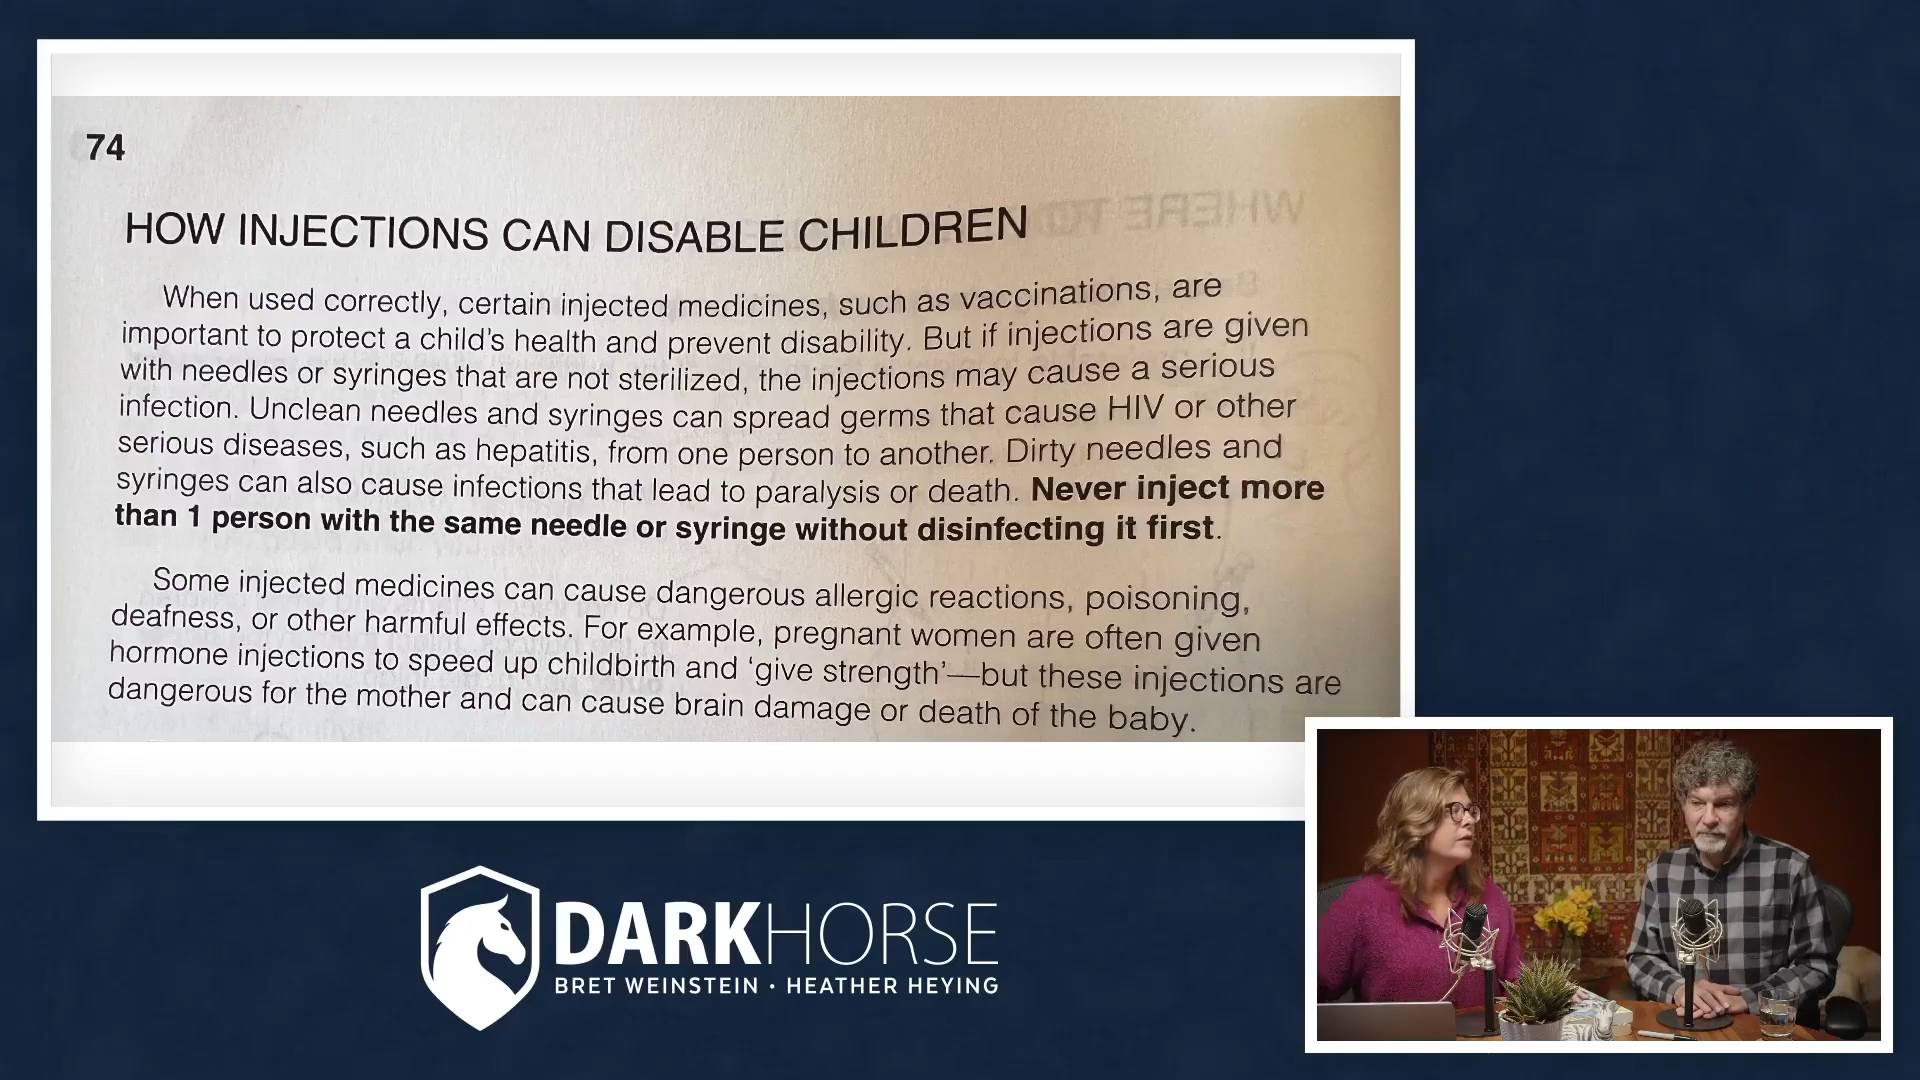 74
HOW INJECTIONS CAN DISABLE CHILDREN
When used correctly, certain injected medicines, such as vaccinations, are
important to protect a child's health and prevent disability. But if injections are given
with needles or syringes that are not sterilized, the injections may cause a serious
infection. Unclean needles and syringes can spread germs that cause HIV or other
serious diseases, such as hepatitis, from one person to another. Dirty needles and
syringes can also cause infections that lead to paralysis or death. Never inject more
than 1 person with the same needle or syringe without disinfecting it first.
Some injected medicines can cause dangerous allergic reactions, poisoning,
deafness, or other harmful effects. For example, pregnant women are often given
hormone injections to speed up childbirth and ‘give strength’—but these injections are
dangerous for the mother and can cause brain damage or death of the baby.
DARKHORSE
BRET WEINSTEIN • HEATHER HEYING